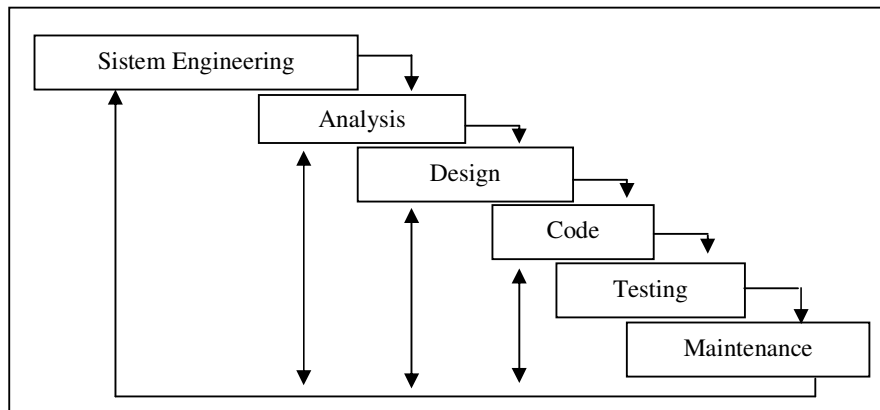 Sistem Engineering
Analysis
Design
Code
Testing
Maintenance